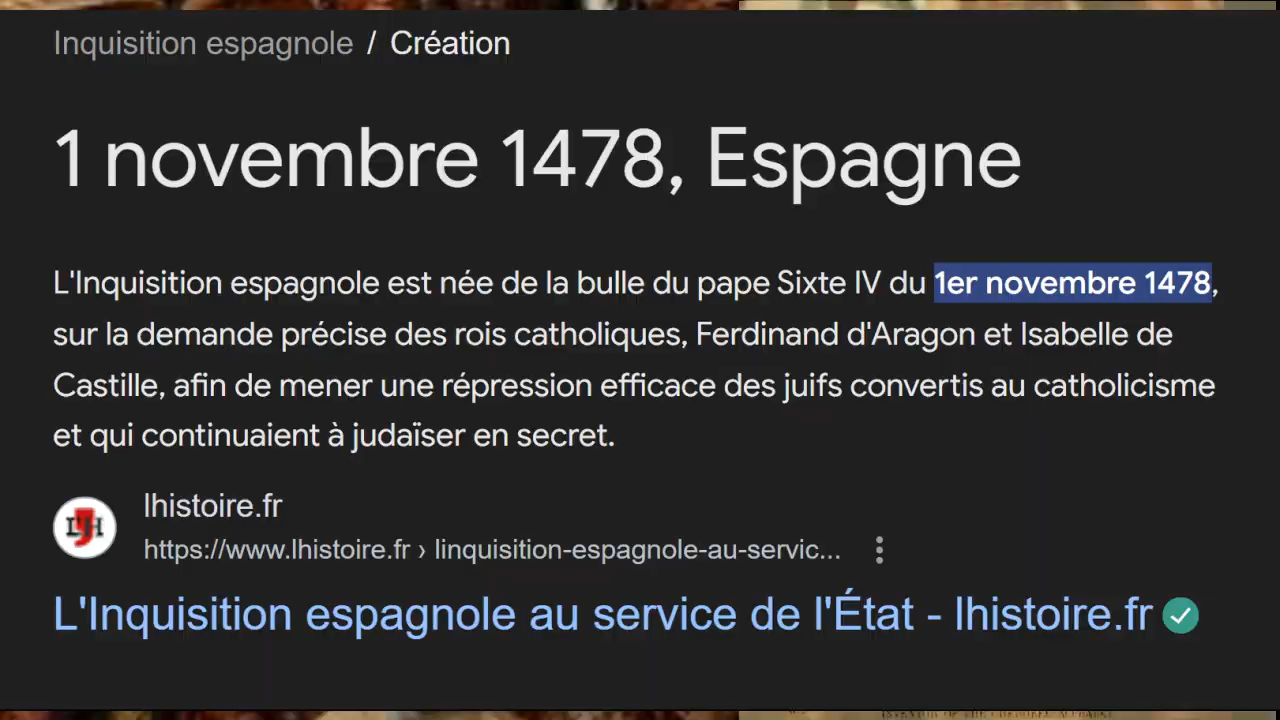 Inquisition espagnole / Création
1 novembre 1478, Espagne
L'Inquisition espagnole est née de la bulle du pape Sixte IV du 1er novembre 1478,
sur la demande précise des rois catholiques, Ferdinand d'Aragon et Isabelle de
Castille, afin de mener une répression efficace des juifs convertis au catholicisme
et qui continuaient à judaïser en secret.
L'H
lhistoire.fr
https://www.lhistoire.fr › linquisition-espagnole-au-servic...
L'Inquisition espagnole au service de l'État - lhistoire.fr